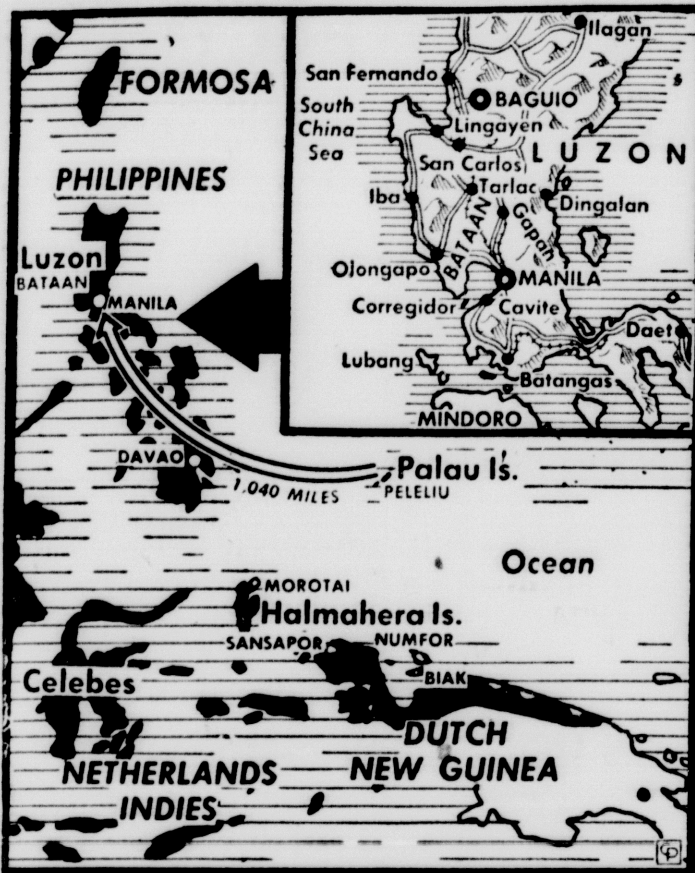 FORMOSA
PHILIPPINES
Luzon
BATAAN
MANILA
DAVAO
1,040 MILES
Palau Is.
PELELIU
Ocean
MOROTAI
Halmahera Is.
SANSAPOR
NUMFOR
BIAK
Celebes
DUTCH
NEW GUINEA
NETHERLANDS
INDIES
Ilagan
San Fernando
BAGUIO
South
China
Sea
Lingayen
LUZON
San Carlos
Tarlac
Iba
Dingalan
BATAAN
Gapan
Olongapo
MANILA
Corregidor
Cavite
Daet
Lubang
Batangas
MINDORO
CP